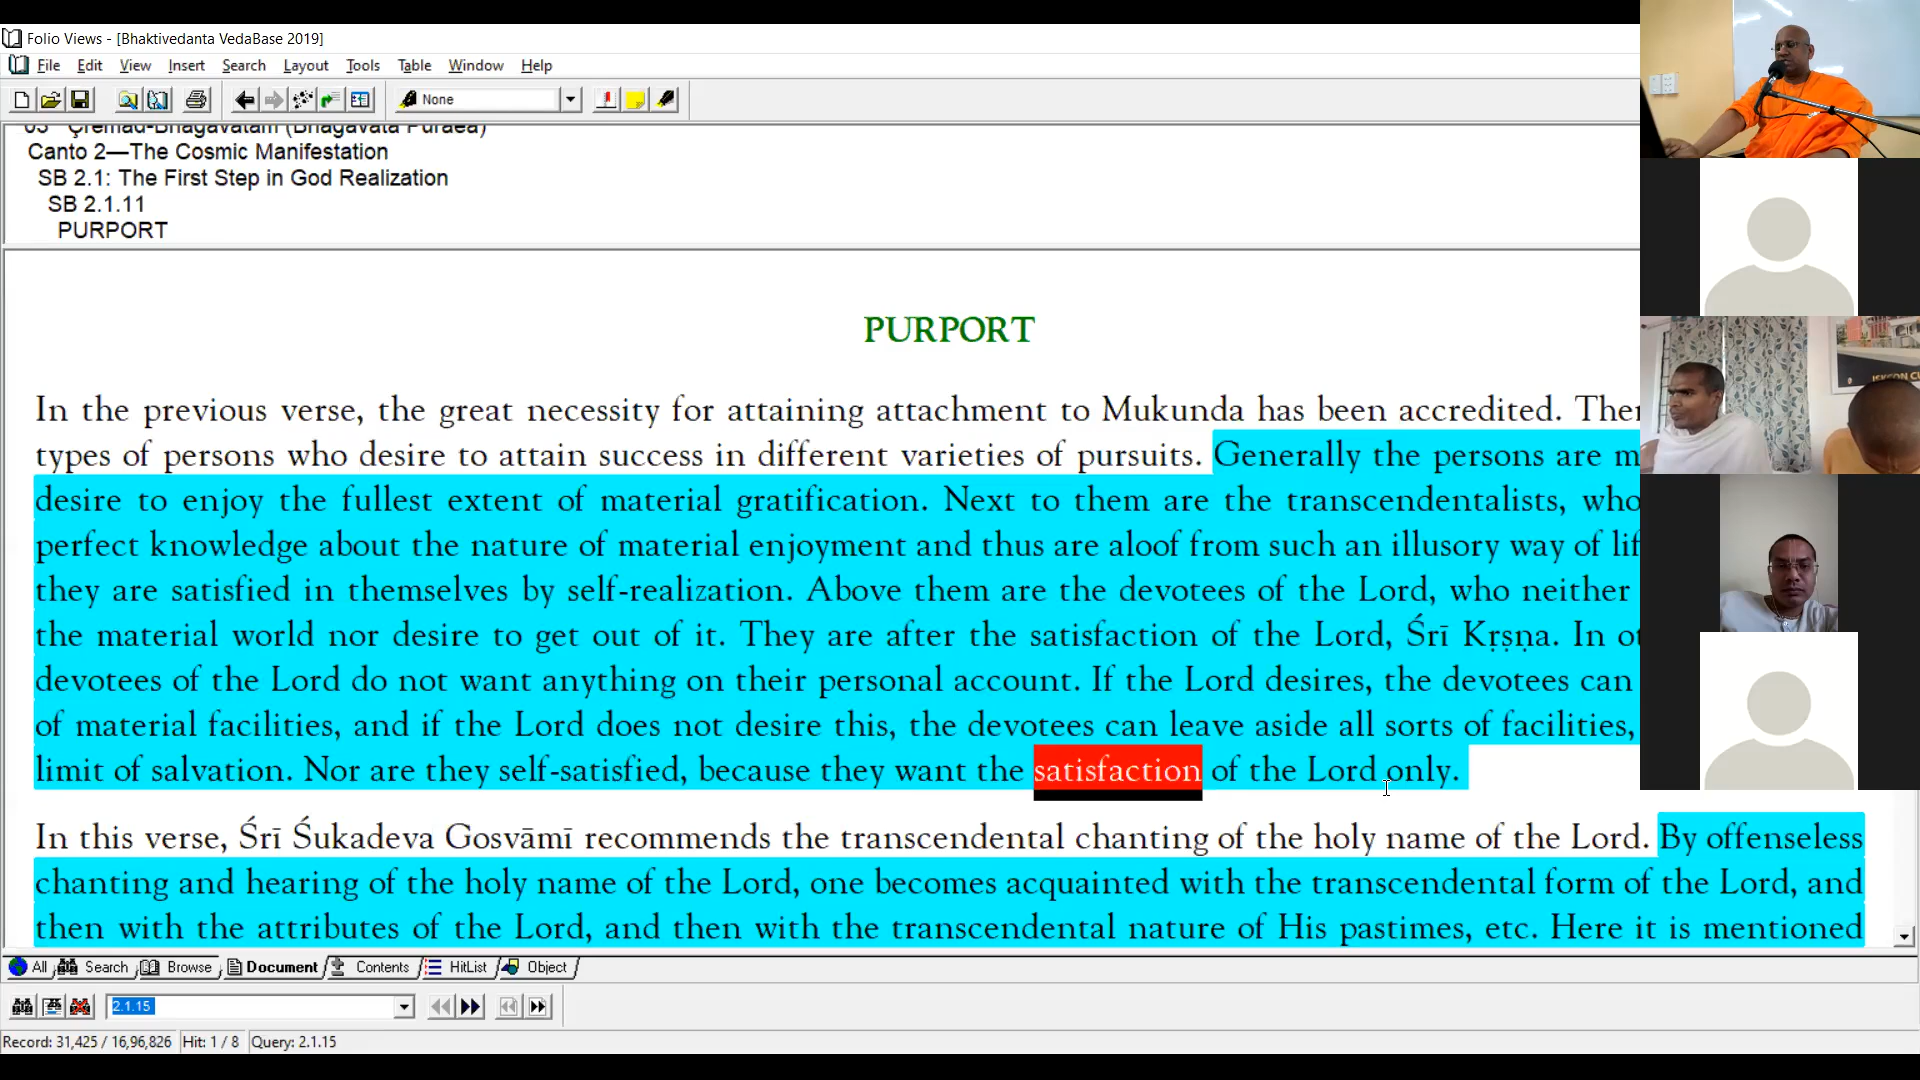 Folio Views - [Bhaktivedanta VedaBase 2019]
File Edit View Insert Search Layout Tools Table Window Help
None
03 Çremad-Bhagavatam (Bhagavata Puraea)
Canto 2—The Cosmic Manifestation
SB 2.1: The First Step in God Realization
SB 2.1.11
PURPORT
PURPORT
In the previous verse, the great necessity for attaining attachment to Mukunda has been accredited.
types of persons who desire to attain success in different varieties of pursuits. Generally the persons are
desire to enjoy the fullest extent of material gratification. Next to them are the transcendentalists, who
perfect knowledge about the nature of material enjoyment and thus are aloof from such an illusory way of
they are satisfied in themselves by self-realization. Above them are the devotees of the Lord, who neither
the material world nor desire to get out of it. They are after the satisfaction of the Lord, Śrī Kṛṣṇa. In
devotees of the Lord do not want anything on their personal account. If the Lord desires, the devotees can
of material facilities, and if the Lord does not desire this, the devotees can leave aside all sorts of facilities,
limit of salvation. Nor are they self-satisfied, because they want the satisfaction of the Lord only.
In this verse, Śrī Śukadeva Gosvāmī recommends the transcendental chanting of the holy name of the Lord. By offenseless
chanting and hearing of the holy name of the Lord, one becomes acquainted with the transcendental form of the Lord, and
then with the attributes of the Lord, and then with the transcendental nature of His pastimes, etc. Here it is mentioned
All Search Browse Document Contents HitList Object
2.1.15
Record: 31,425 / 16,96,826 Hit: 1 / 8 Query: 2.1.15
ISKCON